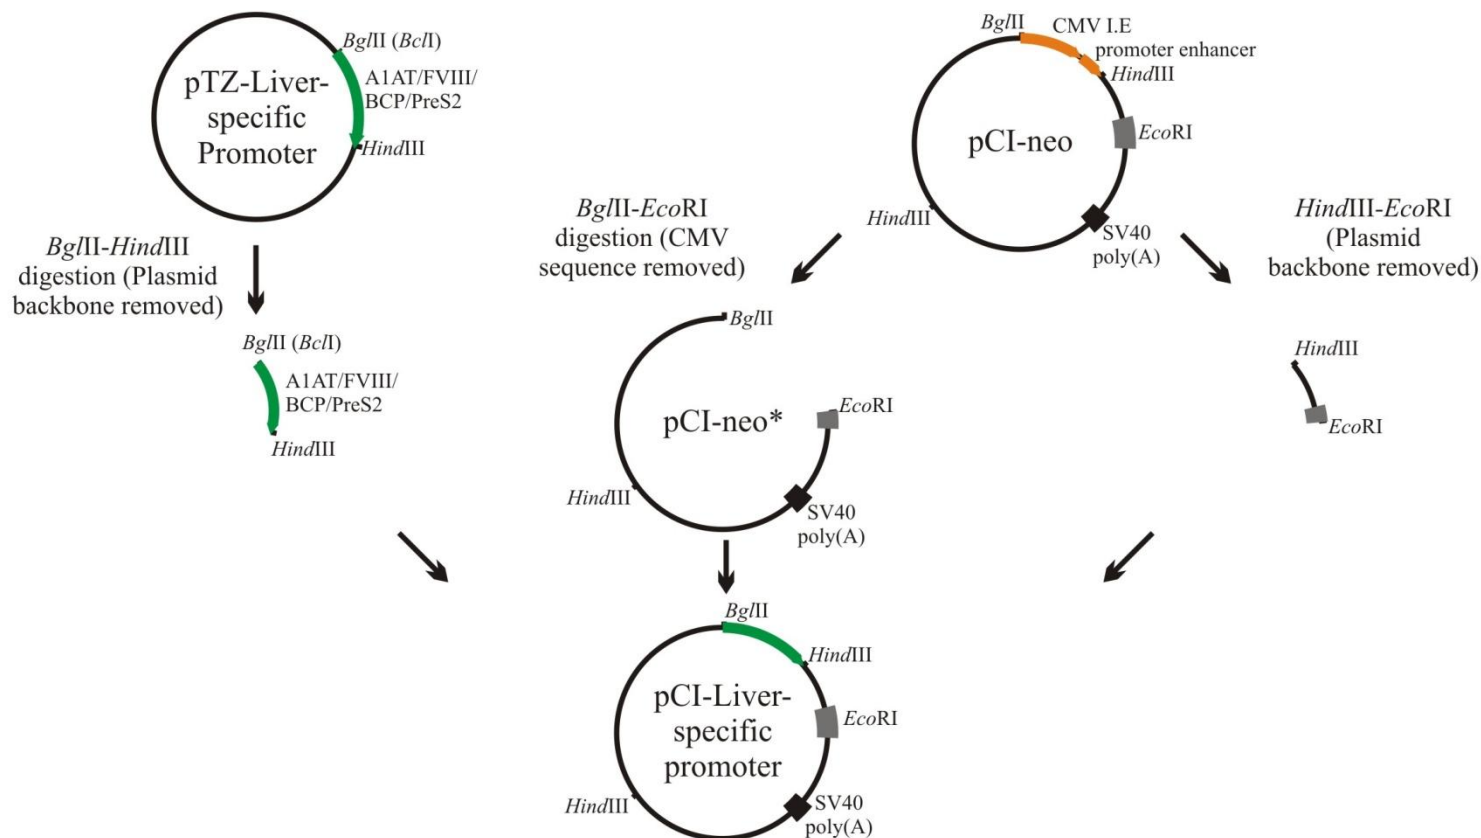 BglII (BclI)
A1AT/FVIII/
BCP/PreS2
HindIII
pTZ-Liver-
specific
Promoter
BglII
CMV I.E
promoter enhancer
HindIII
EcoRI
pCI-neo
HindIII
SV40
poly(A)
BglII-HindIII
digestion (Plasmid
backbone removed)
BglII-EcoRI
digestion (CMV
sequence removed)
HindIII-EcoRI
(Plasmid
backbone removed)
BglII (BclI)
A1AT/FVIII/
BCP/PreS2
HindIII
BglII
EcoRI
pCI-neo*
HindIII
SV40
poly(A)
HindIII
EcoRI
BglII
HindIII
EcoRI
pCI-Liver-
specific
promoter
HindIII
SV40
poly(A)